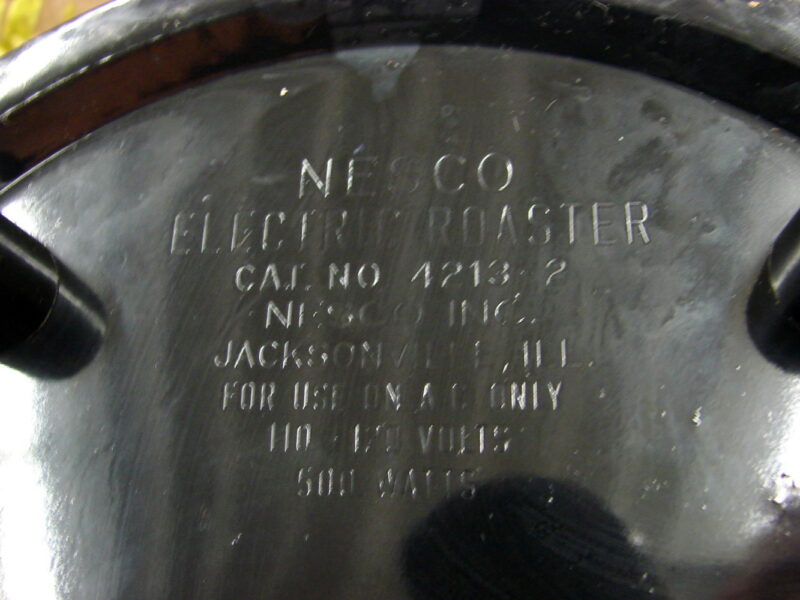 NESCO
ELECTRIC ROASTER
CAT. NO 4213-2
NESCO INC.
JACKSONVILLE, ILL.
FOR USE ON A.C. ONLY
110 - 120 VOLTS
500 WATTS